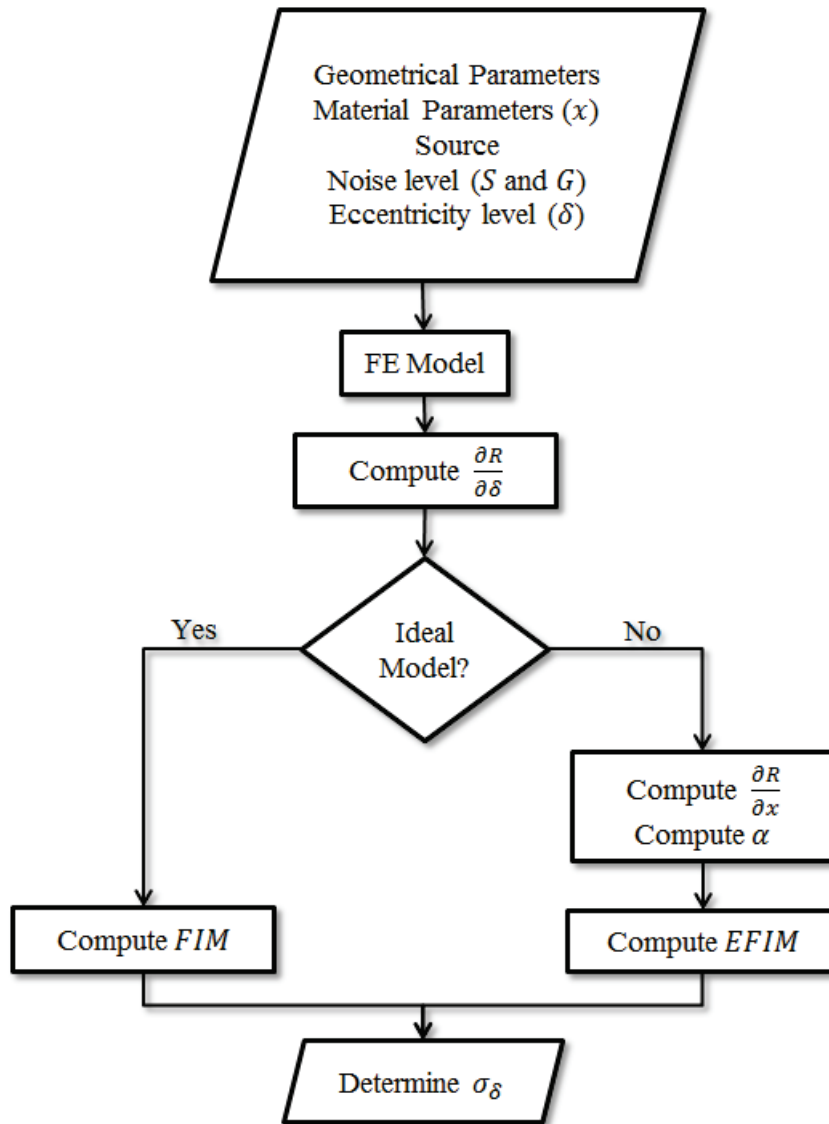 Geometrical Parameters
Material Parameters (𝑥)
Source
Noise level (𝑆 and 𝐺)
Eccentricity level (𝛿)
FE Model
Compute ∂𝑅/∂𝛿
Yes
Ideal
Model?
No
Compute ∂𝑅/∂𝑥
Compute 𝛼
Compute 𝐹𝐼𝑀
Compute 𝐸𝐹𝐼𝑀
Determine 𝜎𝛿